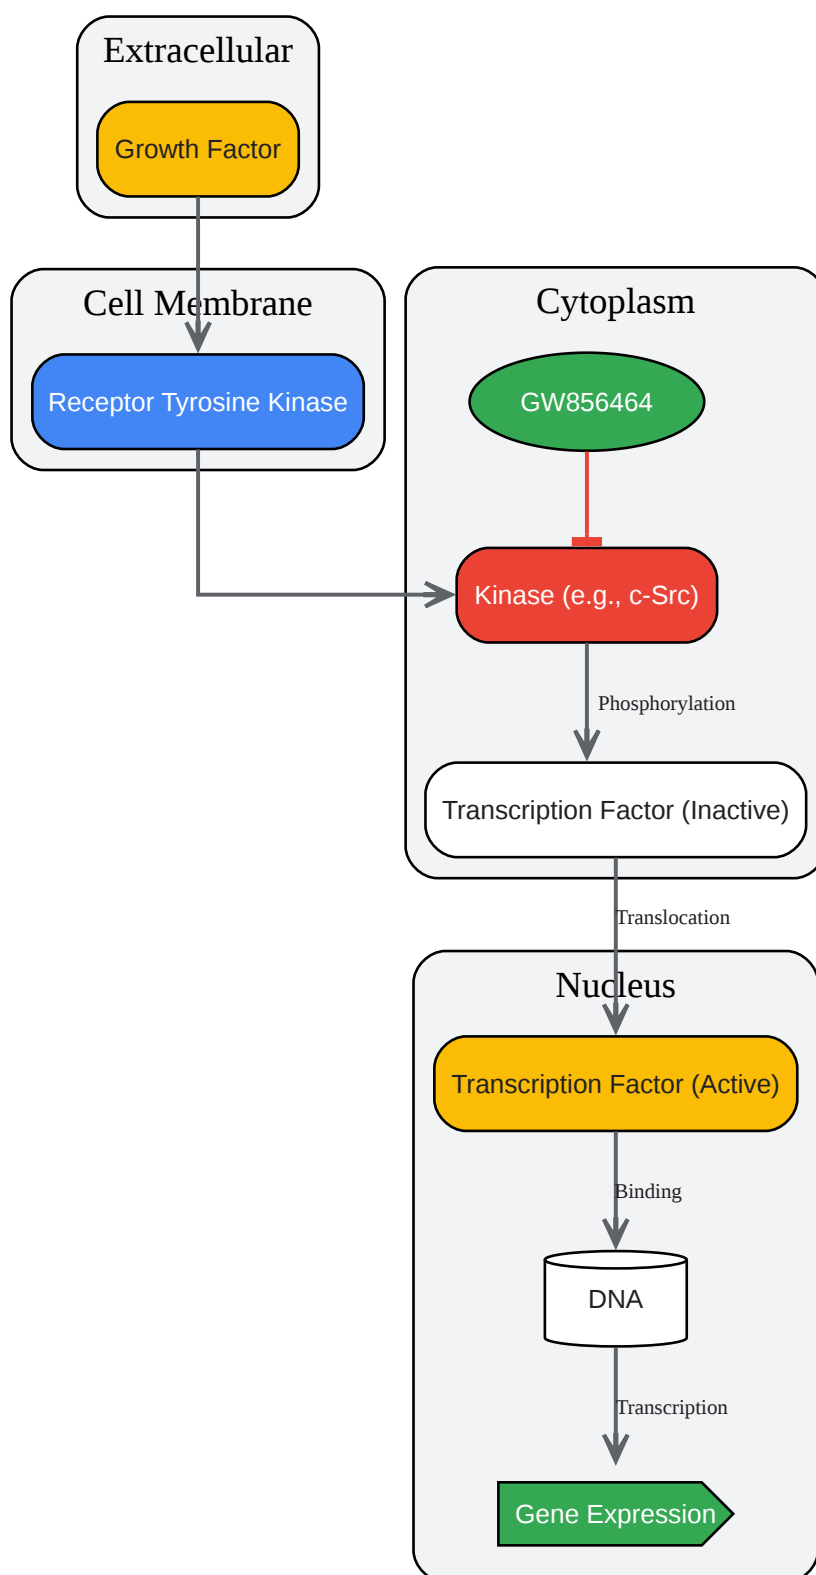 Extracellular
Growth Factor
Cell Membrane
Receptor Tyrosine Kinase
Cytoplasm
GW856464
Kinase (e.g., c-Src)
Phosphorylation
Transcription Factor (Inactive)
Translocation
Nucleus
Transcription Factor (Active)
Binding
DNA
Transcription
Gene Expression